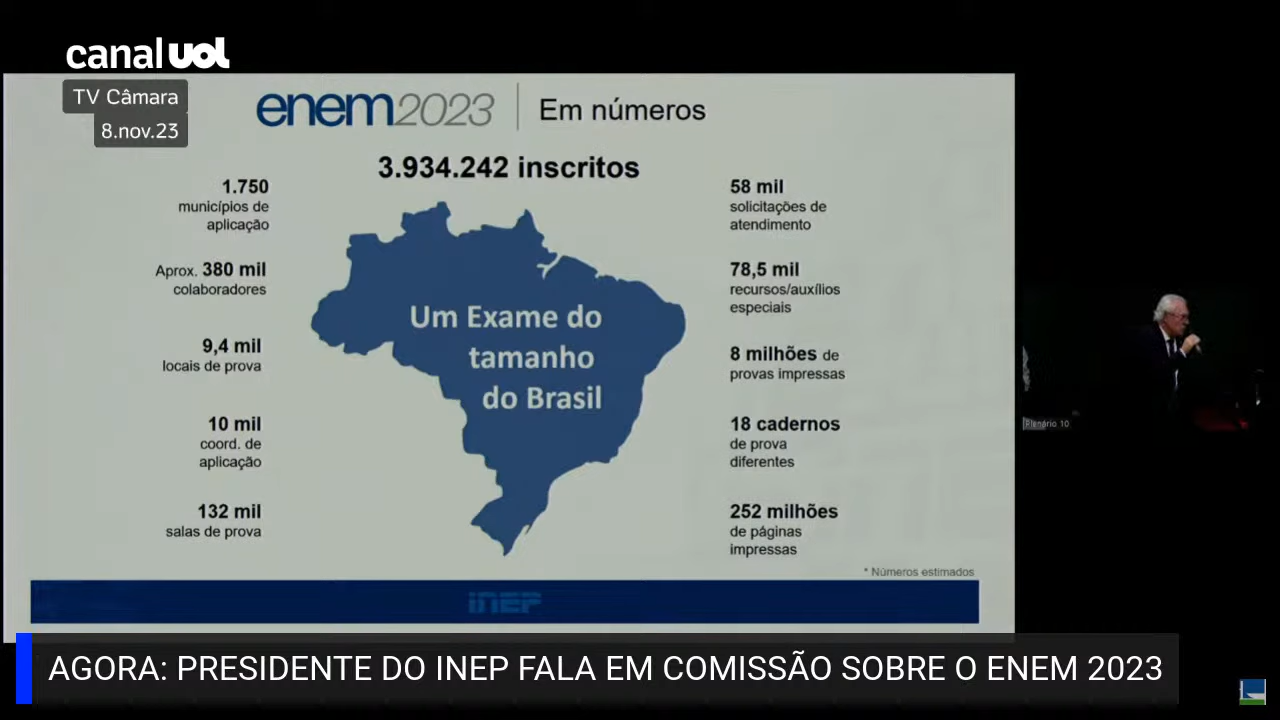 canal uol
TV Câmara
8.nov.23
enem2023
Em números
3.934.242 inscritos
1.750
municípios de
aplicação
Aprox. 380 mil
colaboradores
9,4 mil
locais de prova
10 mil
coord. de
aplicação
132 mil
salas de prova
Um Exame do
tamanho
do Brasil
58 mil
solicitações de
atendimento
78,5 mil
recursos/auxílios
especiais
8 milhões de
provas impressas
18 cadernos
de prova
diferentes
252 milhões
de páginas
impressas
* Números estimados
inep
Plenário 10
AGORA: PRESIDENTE DO INEP FALA EM COMISSÃO SOBRE O ENEM 2023